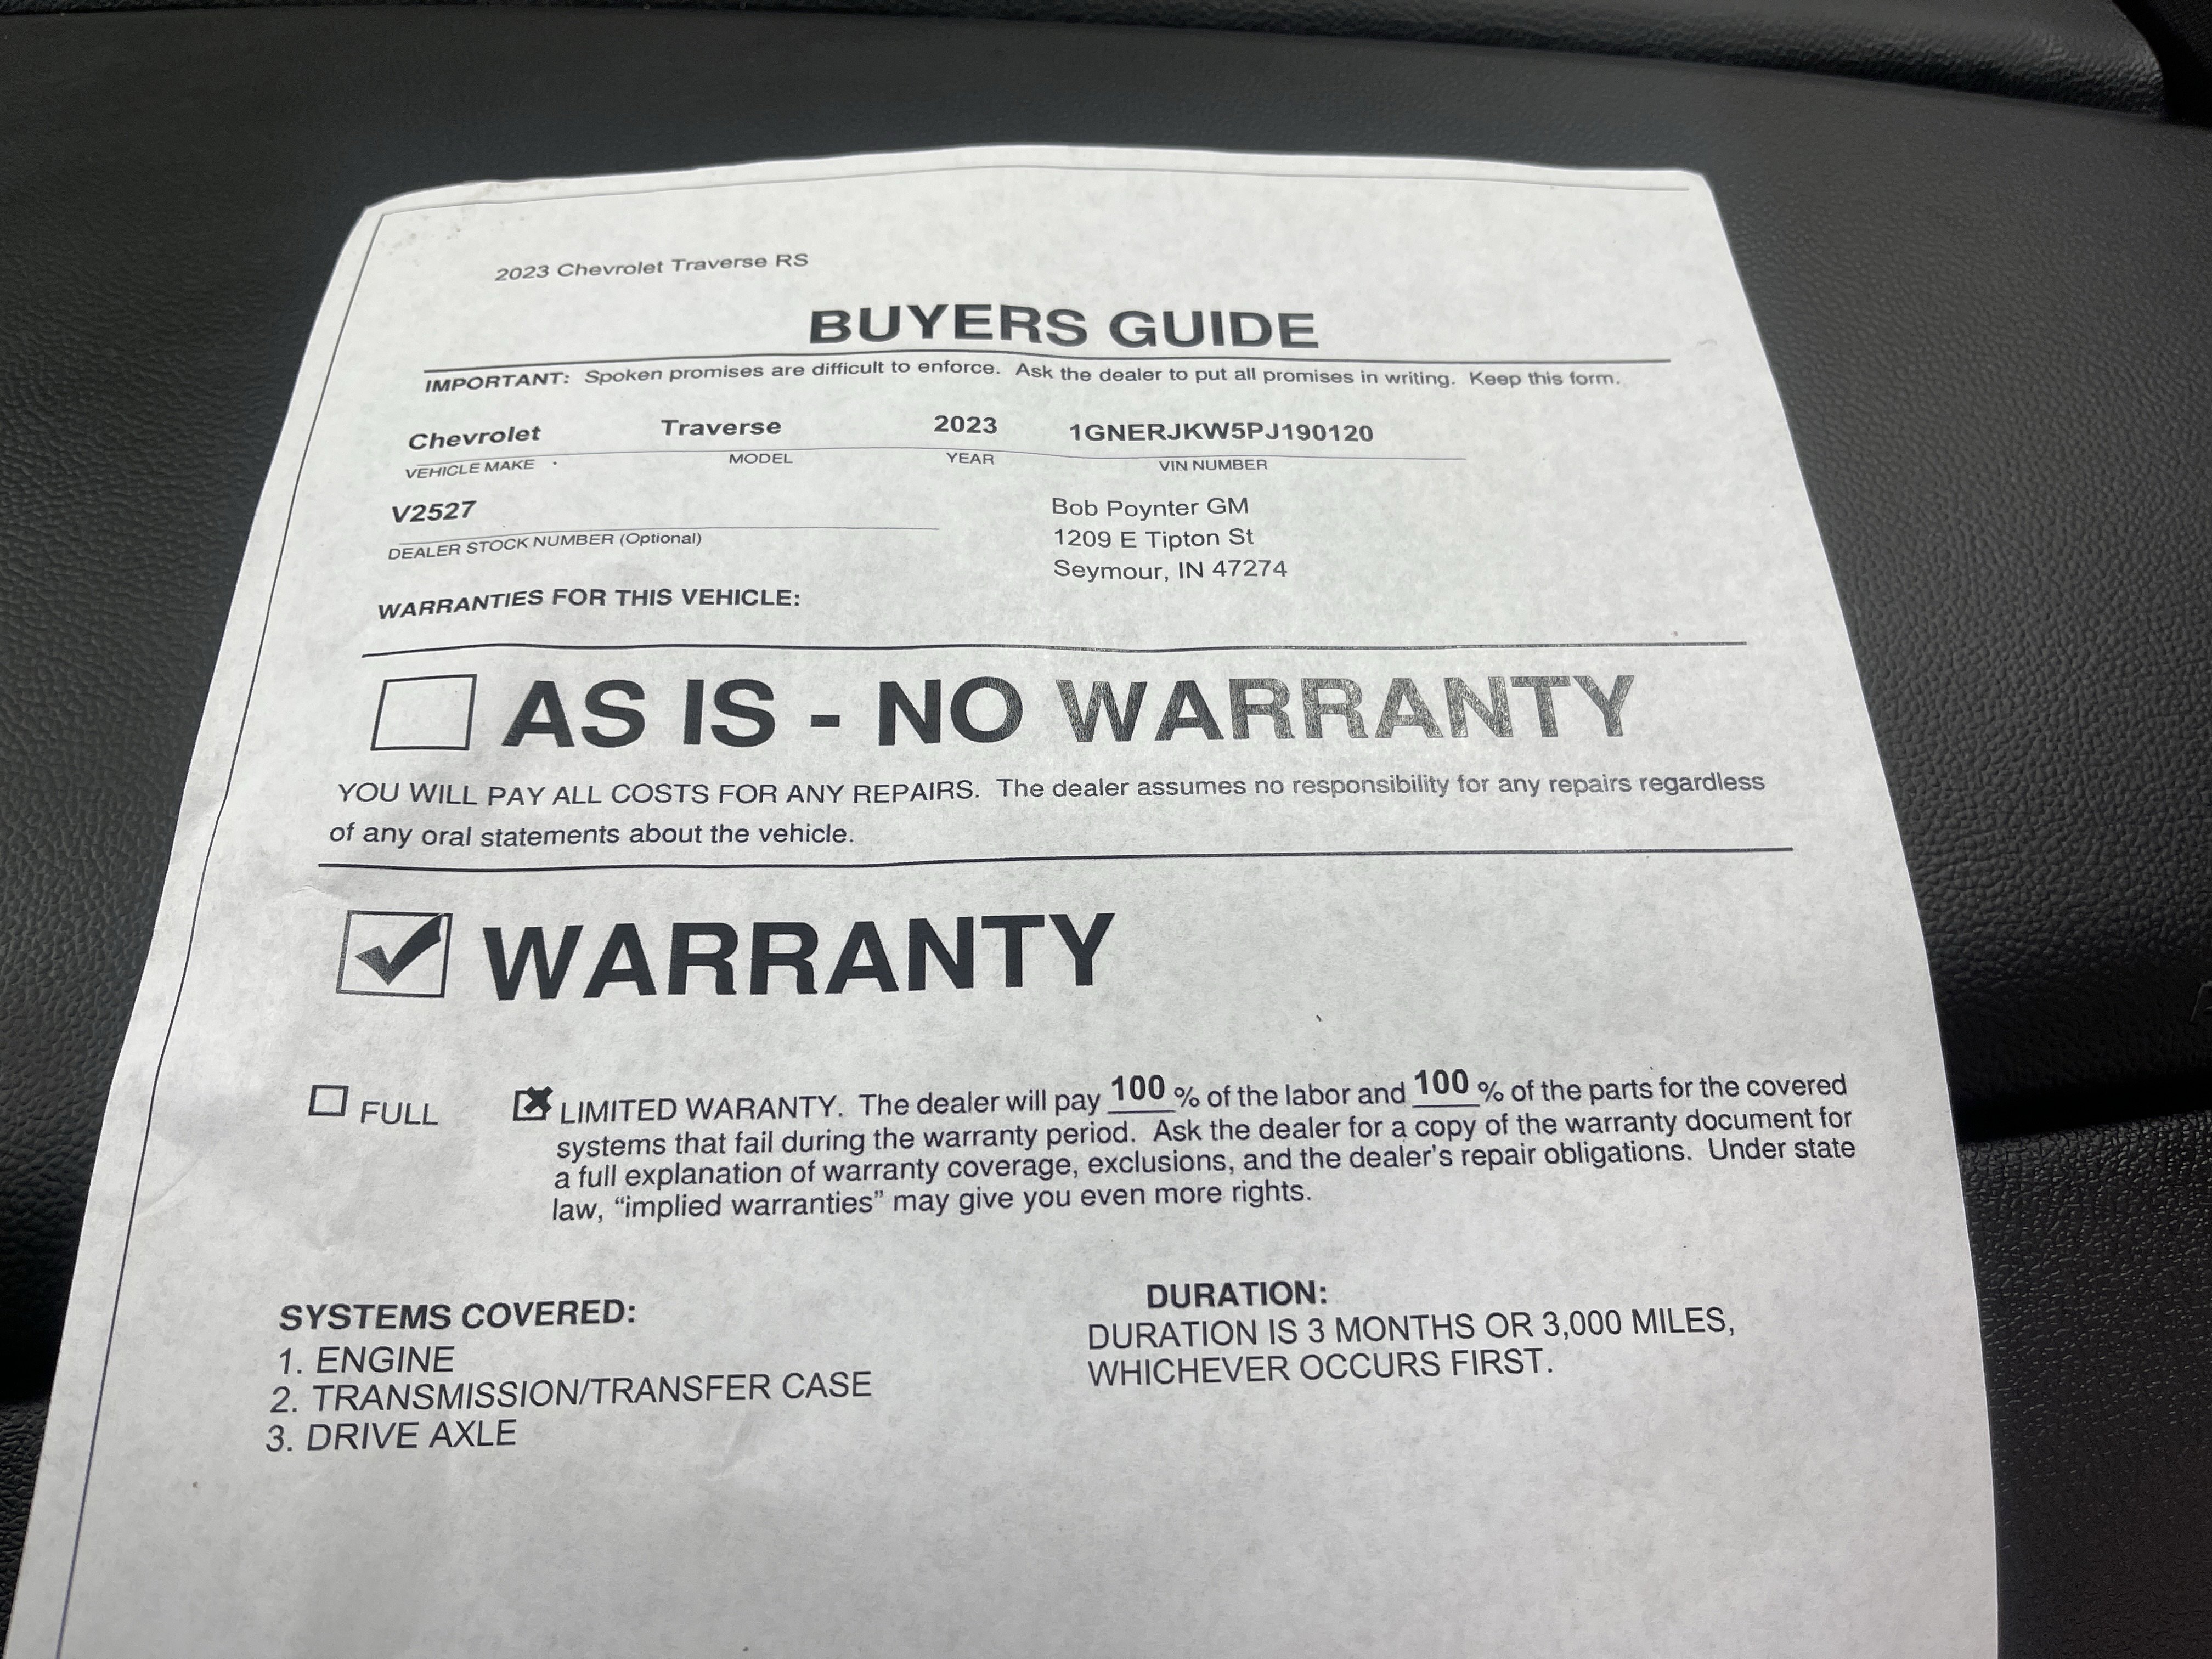 2023 Chevrolet Traverse RS
BUYERS GUIDE
IMPORTANT: Spoken promises are difficult to enforce. Ask the dealer to put all promises in writing. Keep this form.
Chevrolet Traverse 2023 1GNERJKW5PJ190120
VEHICLE MAKE MODEL YEAR VIN NUMBER
V2527
DEALER STOCK NUMBER (Optional)
Bob Poynter GM
1209 E Tipton St
Seymour, IN 47274
WARRANTIES FOR THIS VEHICLE:
AS IS - NO WARRANTY
YOU WILL PAY ALL COSTS FOR ANY REPAIRS. The dealer assumes no responsibility for any repairs regardless
of any oral statements about the vehicle.
WARRANTY
FULL LIMITED WARANTY. The dealer will pay 100 % of the labor and 100 % of the parts for the covered
systems that fail during the warranty period. Ask the dealer for a copy of the warranty document for
a full explanation of warranty coverage, exclusions, and the dealer's repair obligations. Under state
law, “implied warranties” may give you even more rights.
SYSTEMS COVERED:
1. ENGINE
2. TRANSMISSION/TRANSFER CASE
3. DRIVE AXLE
DURATION:
DURATION IS 3 MONTHS OR 3,000 MILES,
WHICHEVER OCCURS FIRST.